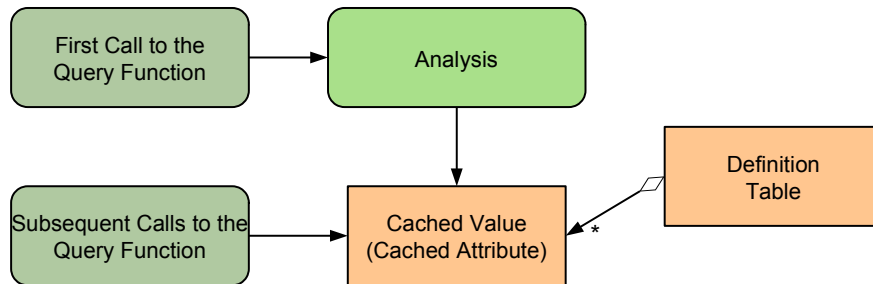 First Call to the
Query Function
Analysis
Definition
Table
Subsequent Calls to the
Query Function
Cached Value
(Cached Attribute)
*